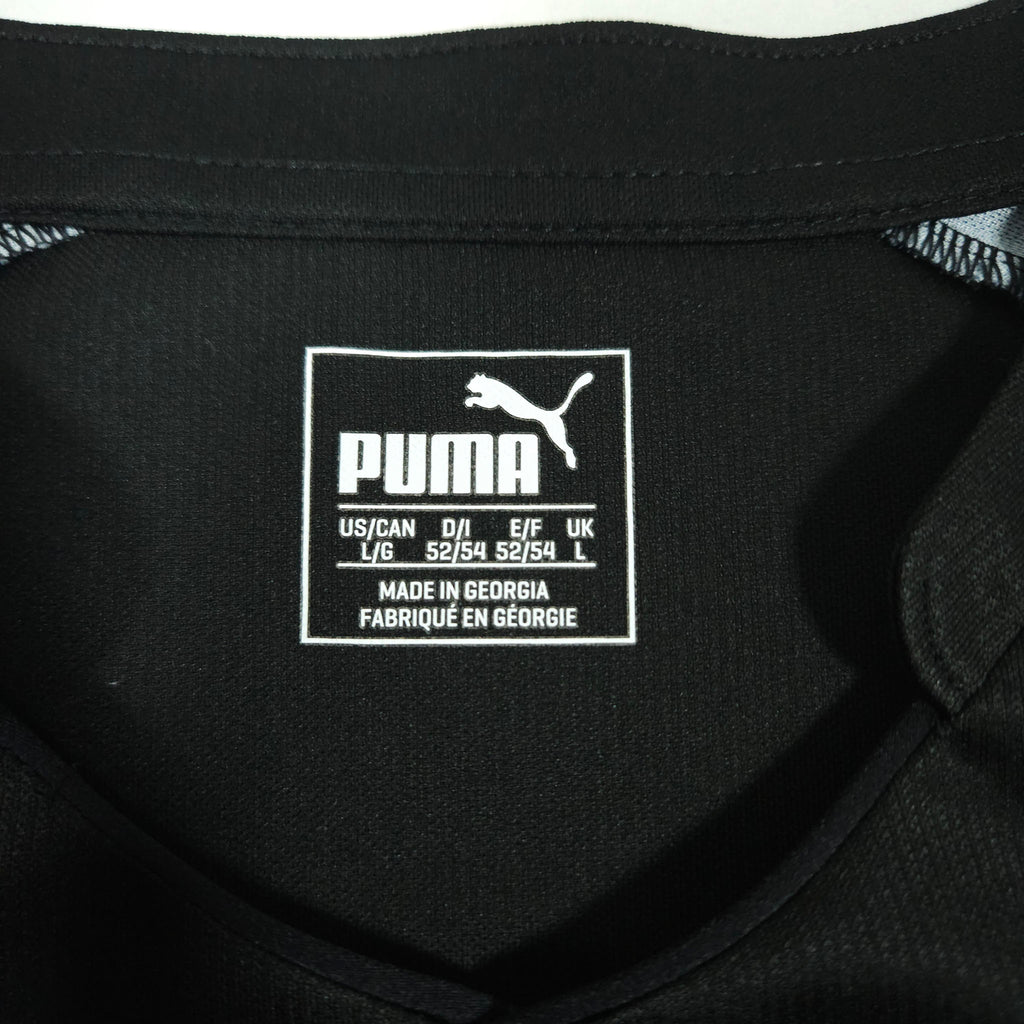 PUMA
US/CAN D/I E/F UK
L/G 52/54 52/54 L
MADE IN GEORGIA
FABRIQUÉ EN GÉORGIE